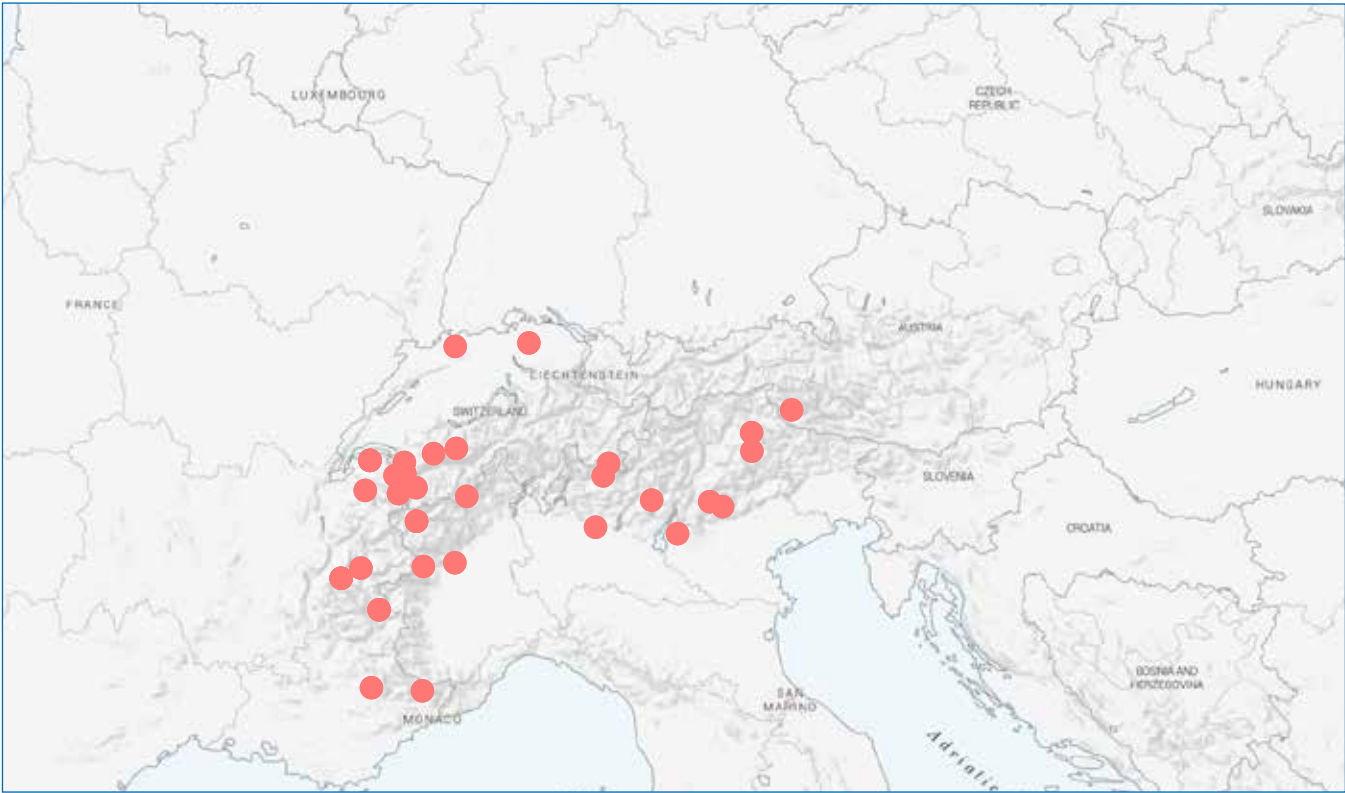 LUXEMBOURG
CZECH
REPUBLIC
SLOVAKIA
FRANCE
AUSTRIA
LIECHTENSTEIN
HUNGARY
SWITZERLAND
SLOVENIA
CROATIA
BOSNIA AND
HERZEGOVINA
SAN
MARINO
MONACO
Adriatic